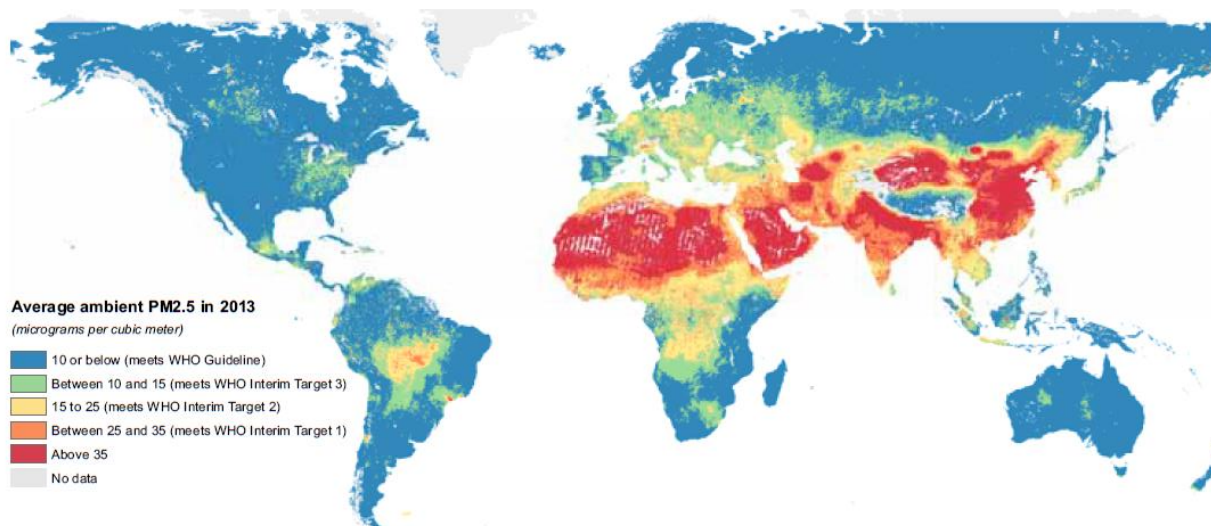 Average ambient PM2.5 in 2013
(micrograms per cubic meter)
10 or below (meets WHO Guideline)
Between 10 and 15 (meets WHO Interim Target 3)
15 to 25 (meets WHO Interim Target 2)
Between 25 and 35 (meets WHO Interim Target 1)
Above 35
No data